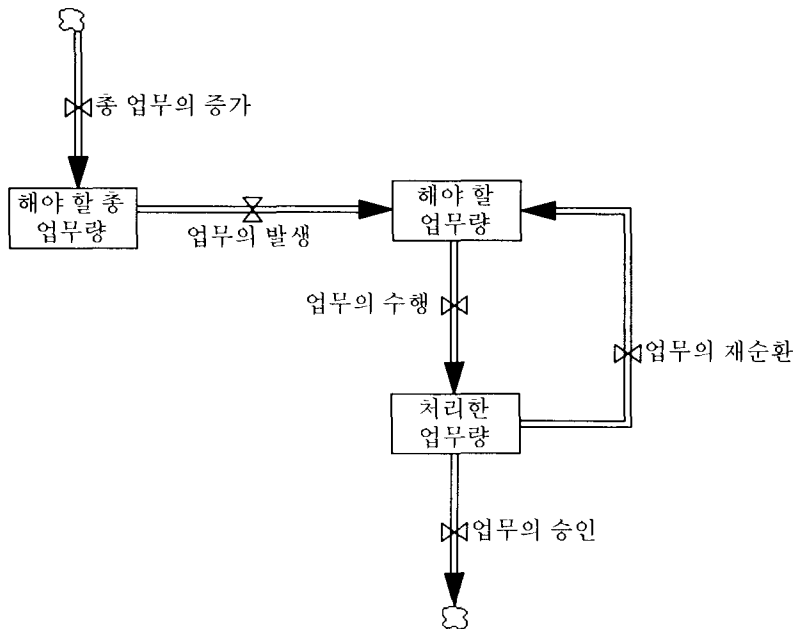 총 업무의 증가
해야 할 총
업무량
업무의 발생
해야 할
업무량
업무의 수행
업무의 재순환
처리한
업무량
업무의 승인